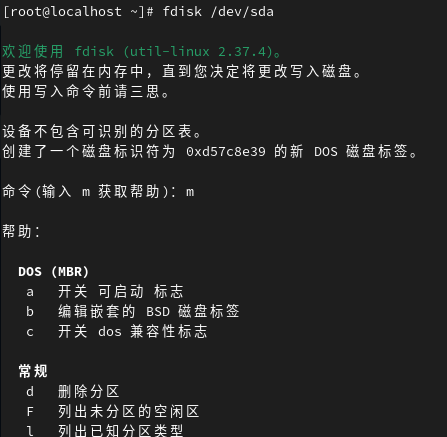 [root@localhost ~]# fdisk /dev/sda
欢迎使用 fdisk (util-linux 2.37.4)。
更改将停留在内存中，直到您决定将更改写入磁盘。
使用写入命令前请三思。
设备不包含可识别的分区表。
创建了一个磁盘标识符为 0xd57c8e39 的新 DOS 磁盘标签。
命令(输入 m 获取帮助)：m
帮助：
DOS (MBR)
a 开关 可启动 标志
b 编辑嵌套的 BSD 磁盘标签
c 开关 dos 兼容性标志
常规
d 删除分区
F 列出未分区的空闲区
l 列出已知分区类型